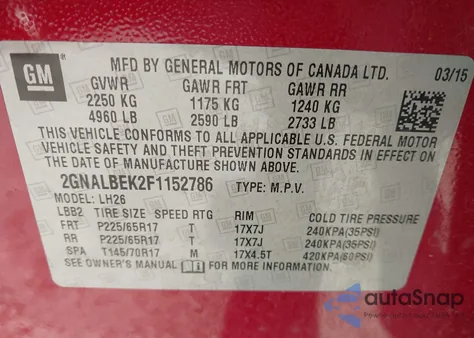 GM
MFD BY GENERAL MOTORS OF CANADA LTD. 03/15
GVWR GAWR FRT GAWR RR
2250 KG 1175 KG 1240 KG
4960 LB 2590 LB 2733 LB
THIS VEHICLE CONFORMS TO ALL APPLICABLE U.S. FEDERAL MOTOR
VEHICLE SAFETY AND THEFT PREVENTION STANDARDS IN EFFECT ON
THE DATE OF MANUFACTURE SHOWN ABOVE.
2GNALBEK2F1152786 TYPE: M.P.V.
MODEL: LH26
LBB2 TIRE SIZE SPEED RTG RIM COLD TIRE PRESSURE
FRT P225/65R17 T 17X7J 240KPA(35PSI)
RR P225/65R17 T 17X7J 240KPA(35PSI)
SPA T145/70R17 M 17X4.5T 420KPA(60PSI)
SEE OWNER'S MANUAL FOR MORE INFORMATION
autoSnap